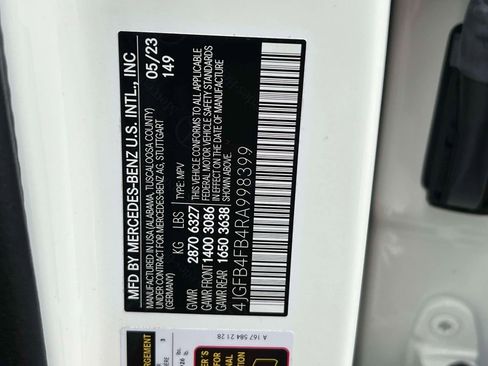 MFD BY MERCEDES-BENZ U.S. INTL., INC
MANUFACTURED IN USA (ALABAMA, TUSCALOOSA COUNTY)
UNDER CONTRACT FOR MERCEDES-BENZ AG, STUTTGART
(GERMANY)
05/23
149
KG LBS TYPE: MPV
GVWR 2870 6327
GAWR FRONT 1400 3086
GAWR REAR 1650 3638
THIS VEHICLE CONFORMS TO ALL APPLICABLE
FEDERAL MOTOR VEHICLE SAFETY STANDARDS
IN EFFECT ON THE DATE OF MANUFACTURE
SHOWN ABOVE.
4JGFB4FB4RA998399
A 167 584 21 28